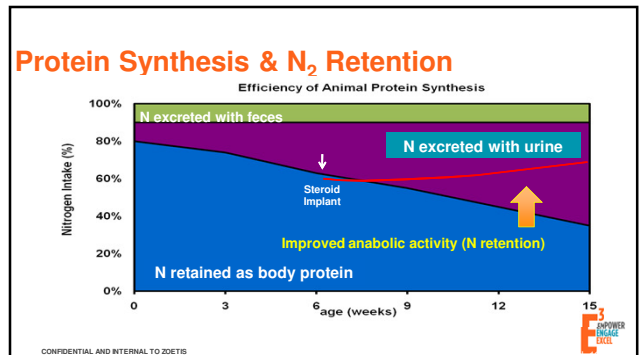 Protein Synthesis & N₂ Retention
Efficiency of Animal Protein Synthesis
100%
80%
60%
40%
20%
0%
Nitrogen Intake (%)
N excreted with feces
N excreted with urine
Steroid
Implant
Improved anabolic activity (N retention)
N retained as body protein
0
3
6
9
12
15
age (weeks)
E³
EMPOWER
ENGAGE
EXCEL
CONFIDENTIAL AND INTERNAL TO ZOETIS